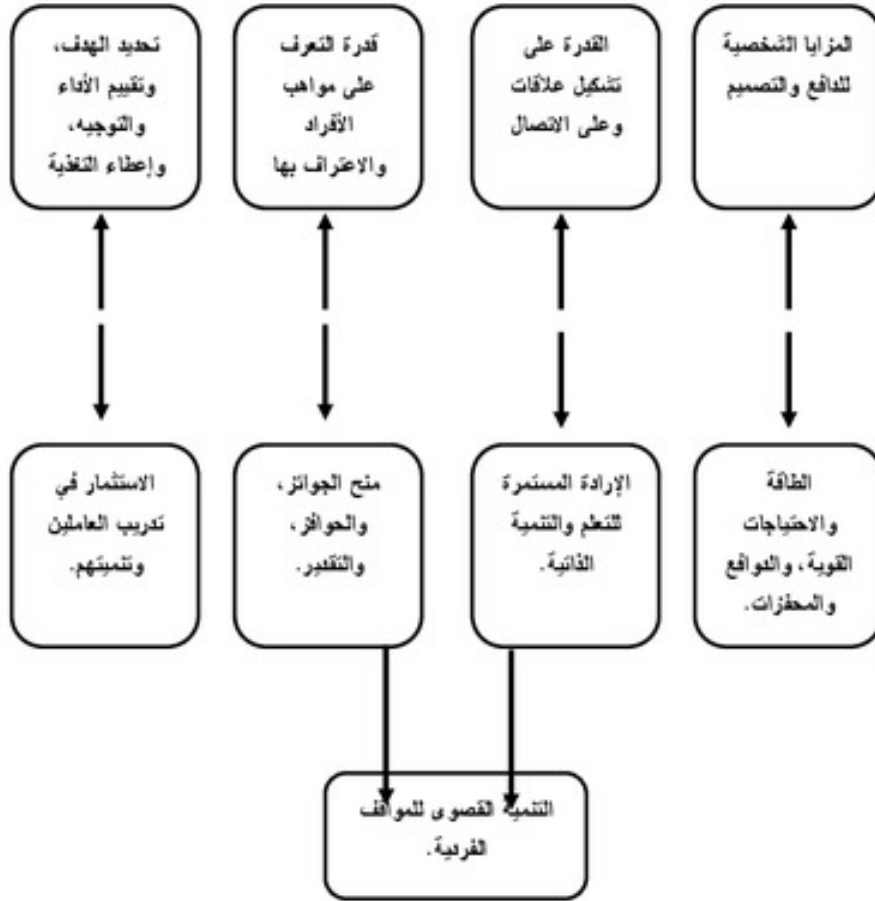 المزايا الشخصية
للدافع والتصميم
القدرة على
تشكيل علاقات
وعلى الاتصال
قدرة التعرف
على مواهب
الأفراد
والاعتراف بها
تحديد الهدف،
وتقييم الأداء
والتوجيه،
وإعطاء التغذية
الطاقة
والاحتياجات
القوية، والدوافع
والمحفزات.
الإرادة المستمرة
للتعلم والتنمية
الذاتية.
منح الجوائز،
والحوافز،
والتقدير.
الاستثمار في
تدريب العاملين
وتنميتهم.
التنمية القصوى للمواقف
الفردية.